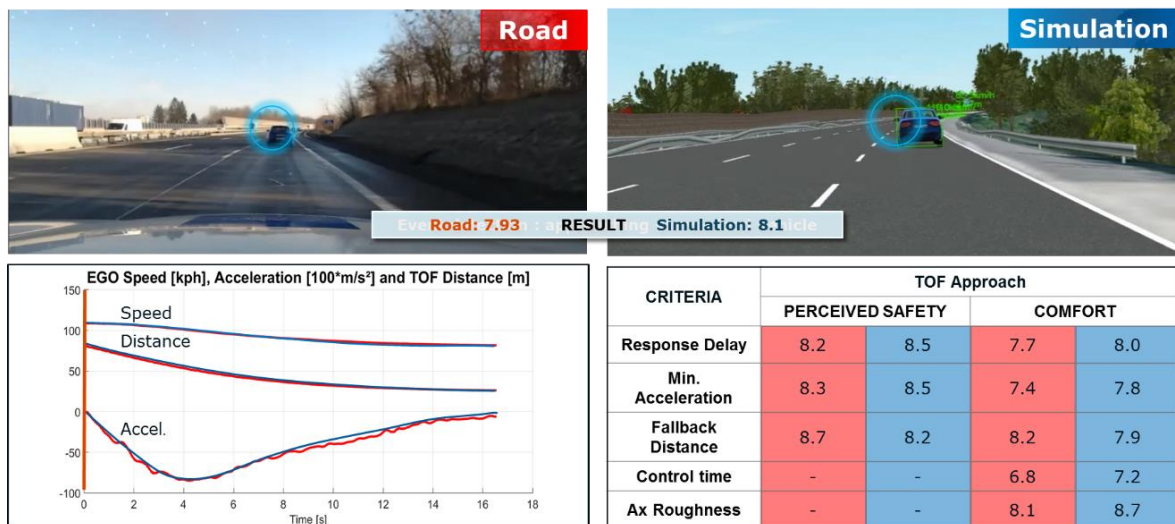 Road
Simulation
Road: 7.93 RESULT Simulation: 8.1
EGO Speed [kph], Acceleration [100*m/s²] and TOF Distance [m]
150
Speed
100
Distance
50
0
Accel.
-50
-100
0 2 4 6 8 10 12 14 16 18
Time [s]
CRITERIA TOF Approach
PERCEIVED SAFETY COMFORT
Response Delay 8.2 8.5 7.7 8.0
Min.
Acceleration 8.3 8.5 7.4 7.8
Fallback
Distance 8.7 8.2 8.2 7.9
Control time - - 6.8 7.2
Ax Roughness - - 8.1 8.7